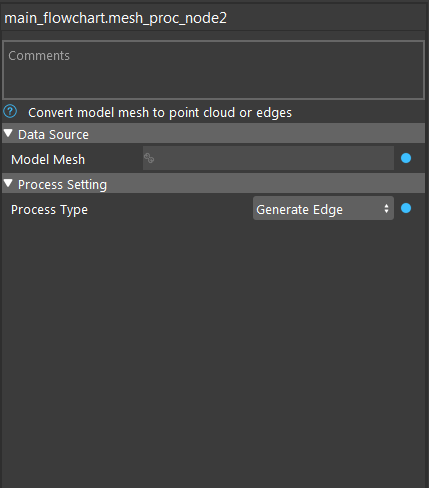 main_flowchart.mesh_proc_node2
Comments
Convert model mesh to point cloud or edges
Data Source
Model Mesh
Process Setting
Process Type
Generate Edge